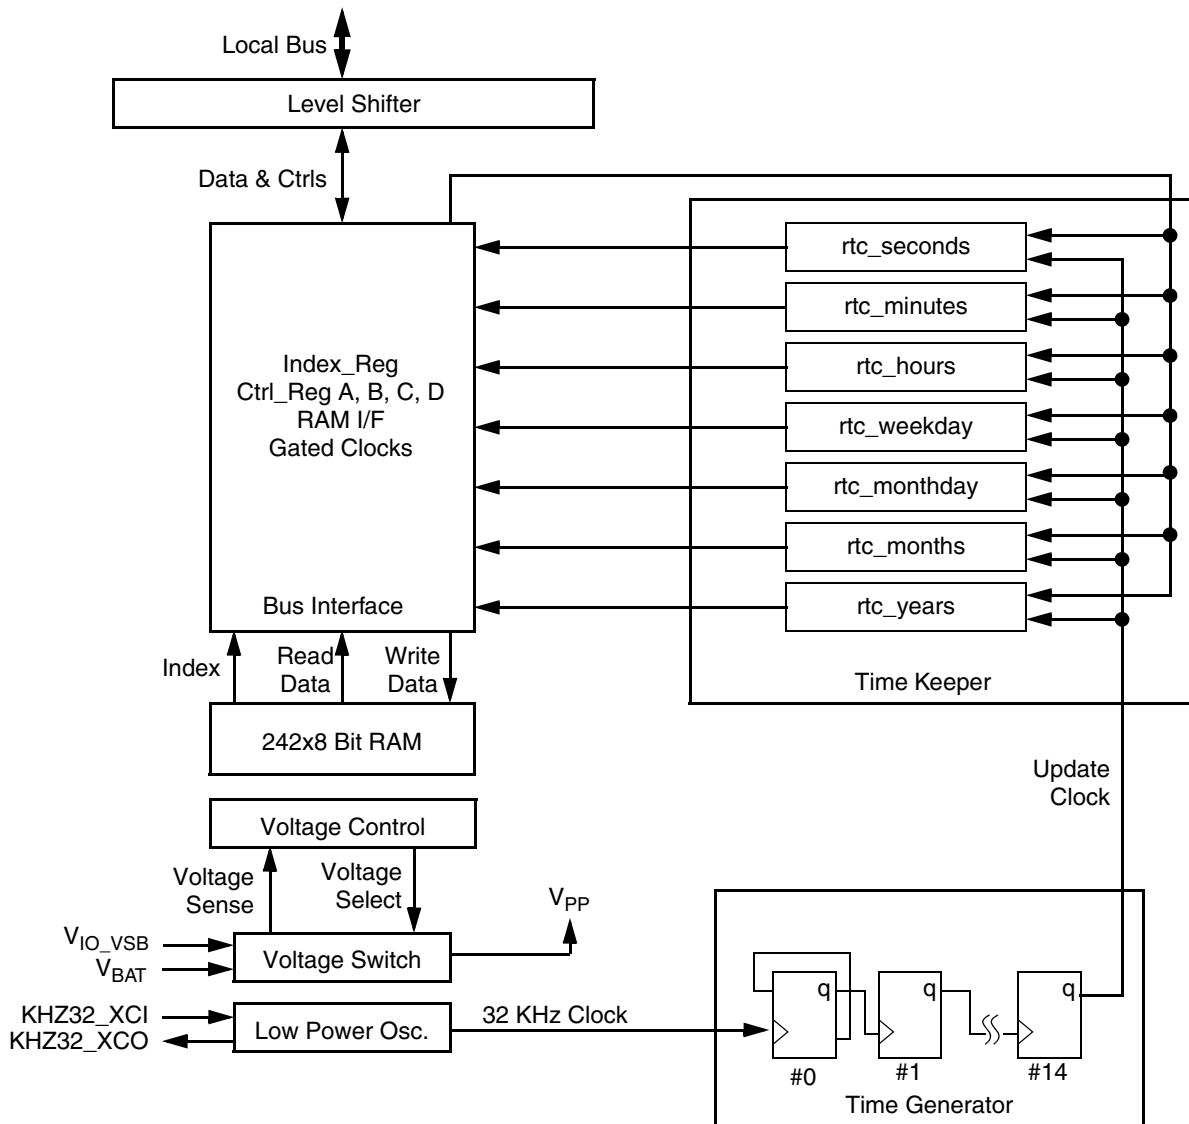 Local Bus
Level Shifter
Data & Ctrls
Index_Reg
Ctrl_Reg A, B, C, D
RAM I/F
Gated Clocks
Bus Interface
rtc_seconds
rtc_minutes
rtc_hours
rtc_weekday
rtc_monthday
rtc_months
rtc_years
Time Keeper
Index
Read
Data
Write
Data
242x8 Bit RAM
Update
Clock
Voltage Control
Voltage
Sense
Voltage
Select
VPP
VIO_VSB
VBAT
Voltage Switch
KHZ32_XCI
KHZ32_XCO
Low Power Osc.
32 KHz Clock
q
q
q
#0
#1
#14
Time Generator